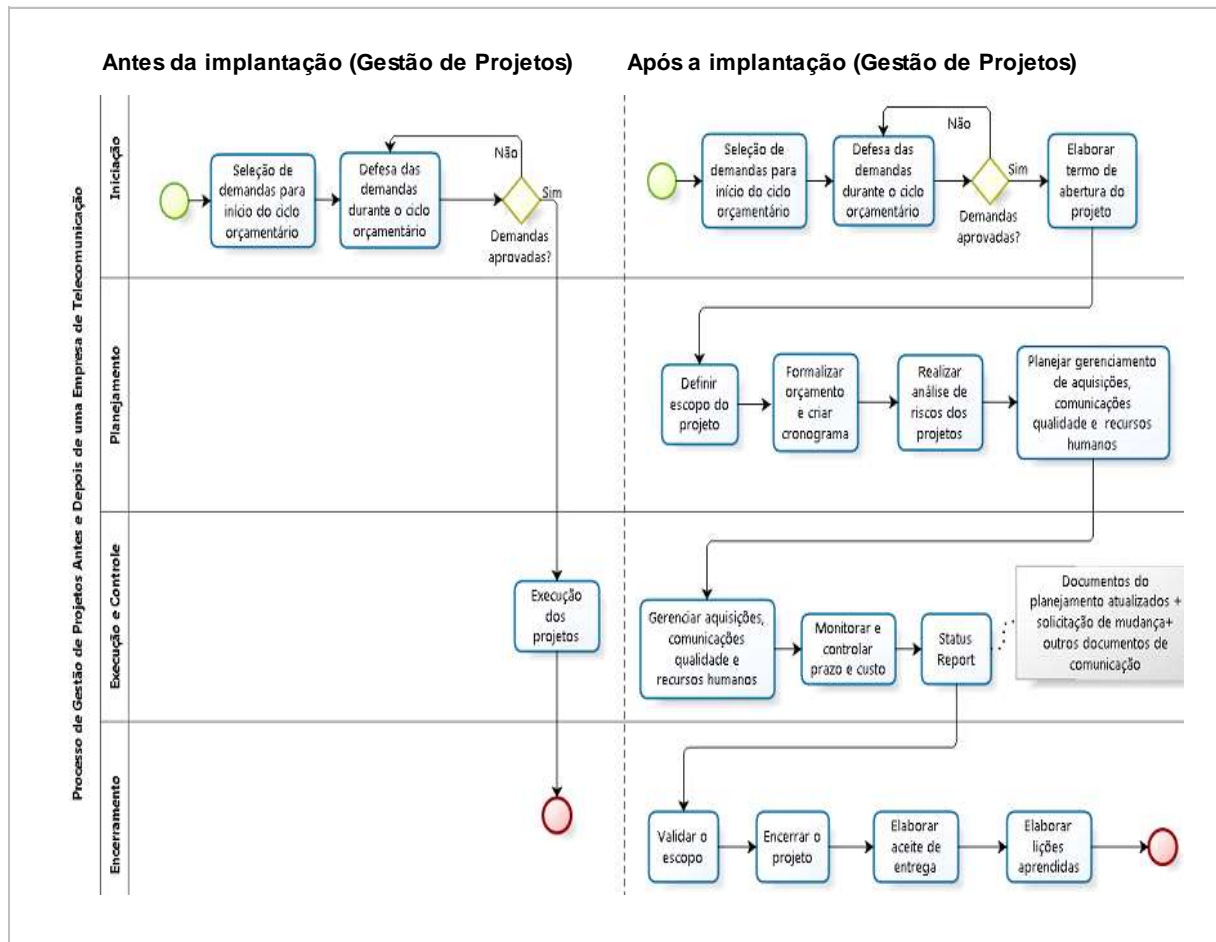 Antes da implantação (Gestão de Projetos)
Após a implantação (Gestão de Projetos)
Processo de Gestão de Projetos Antes e Depois de uma Empresa de Telecomunicação
Iniciação
Seleção de
demandas para
início do ciclo
orçamentário
Defesa das
demandas
durante o ciclo
orçamentário
Não
Sim
Demandas
aprovadas?
Seleção de
demandas para
início do ciclo
orçamentário
Defesa das
demandas
durante o ciclo
orçamentário
Não
Sim
Demandas
aprovadas?
Elaborar
termo de
abertura do
projeto
Planejamento
Definir
escopo do
projeto
Formalizar
orçamento
e criar
cronograma
Realizar
análise de
riscos dos
projetos
Planejar gerenciamento
de aquisições,
comunicações
qualidade e recursos
humanos
Execução e Controle
Execução
dos
projetos
Gerenciar aquisições,
comunicações
qualidade e
recursos humanos
Monitorar e
controlar
prazo e custo
Status
Report
Documentos do
planejamento atualizados +
solicitação de mudança+
outros documentos de
comunicação
Encerramento
Validar o
escopo
Encerrar o
projeto
Elaborar
aceite de
entrega
Elaborar
lições
aprendidas